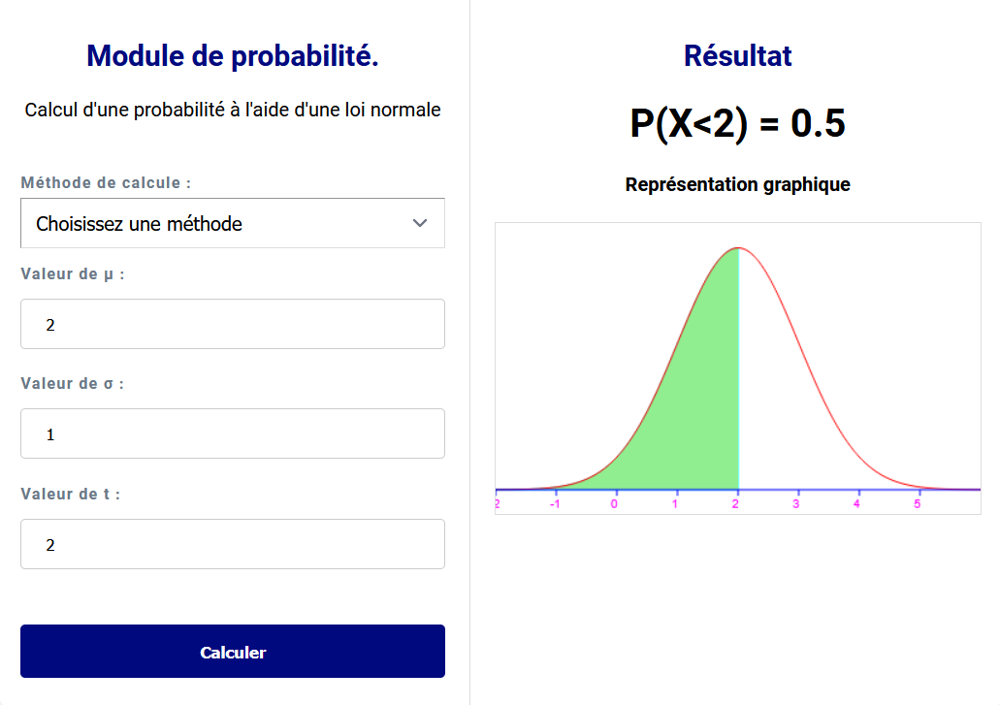 Module de probabilité.
Calcul d'une probabilité à l'aide d'une loi normale
Méthode de calcule :
Choisissez une méthode
Valeur de μ :
2
Valeur de σ :
1
Valeur de t :
2
Calculer
Résultat
P(X<2) = 0.5
Représentation graphique
2 -1 0 1 2 3 4 5